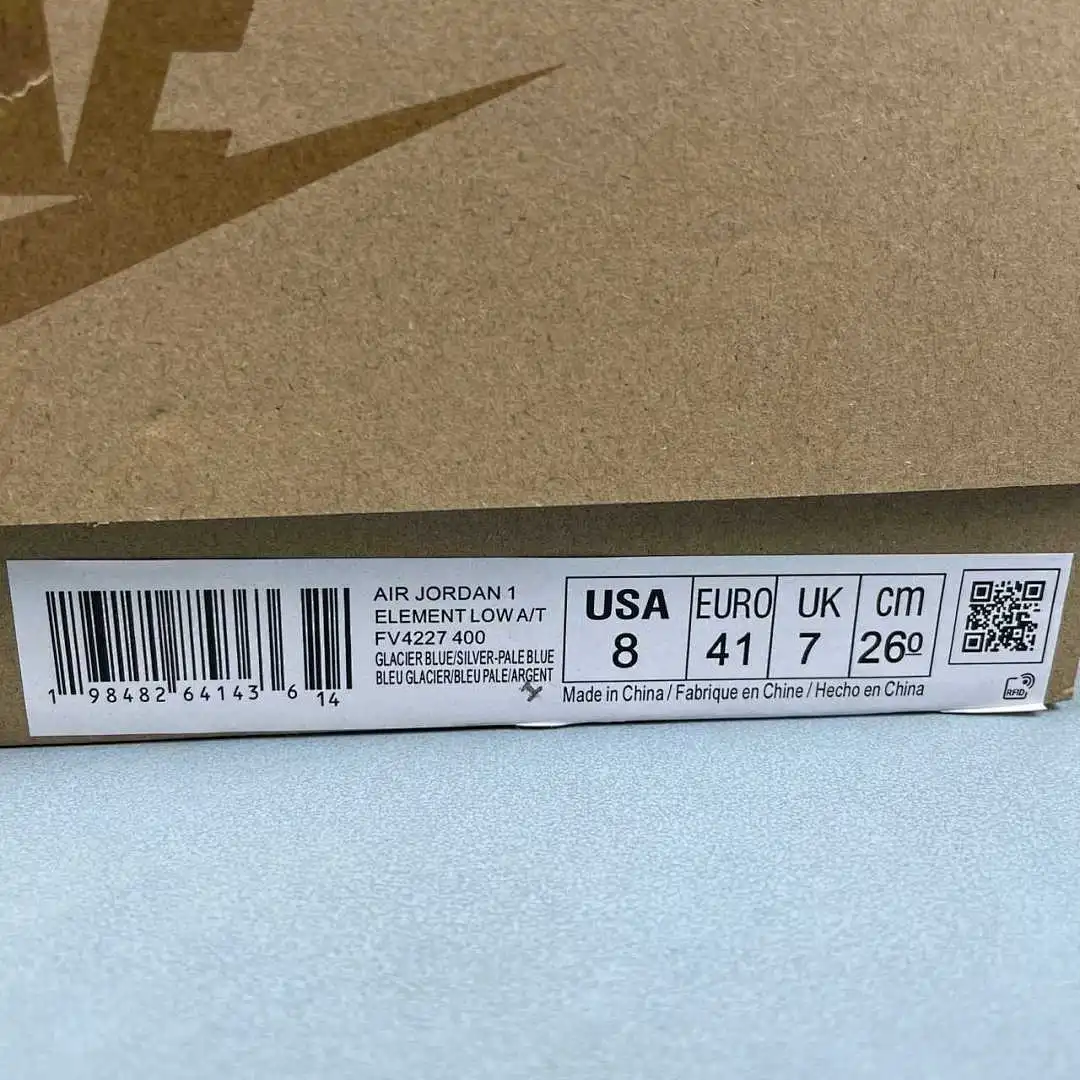 AIR JORDAN 1
ELEMENT LOW A/T
FV4227 400
GLACIER BLUE/SILVER-PALE BLUE
BLEU GLACIER/BLEU PALE/ARGENT
1 98482 64143 6 14
USA EURO UK cm
8 41 7 26⁰
Made in China / Fabrique en Chine / Hecho en China
RFID